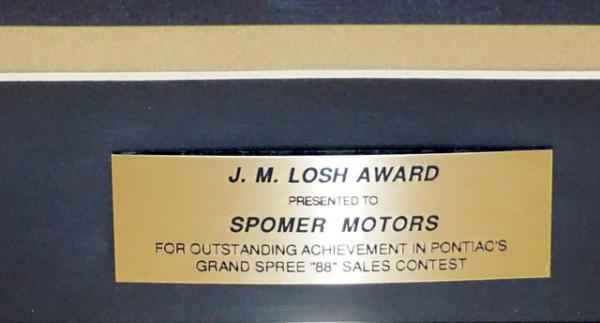 J. M. LOSH AWARD
PRESENTED TO
SPOMER MOTORS
FOR OUTSTANDING ACHIEVEMENT IN PONTIAC'S
GRAND SPREE "88" SALES CONTEST